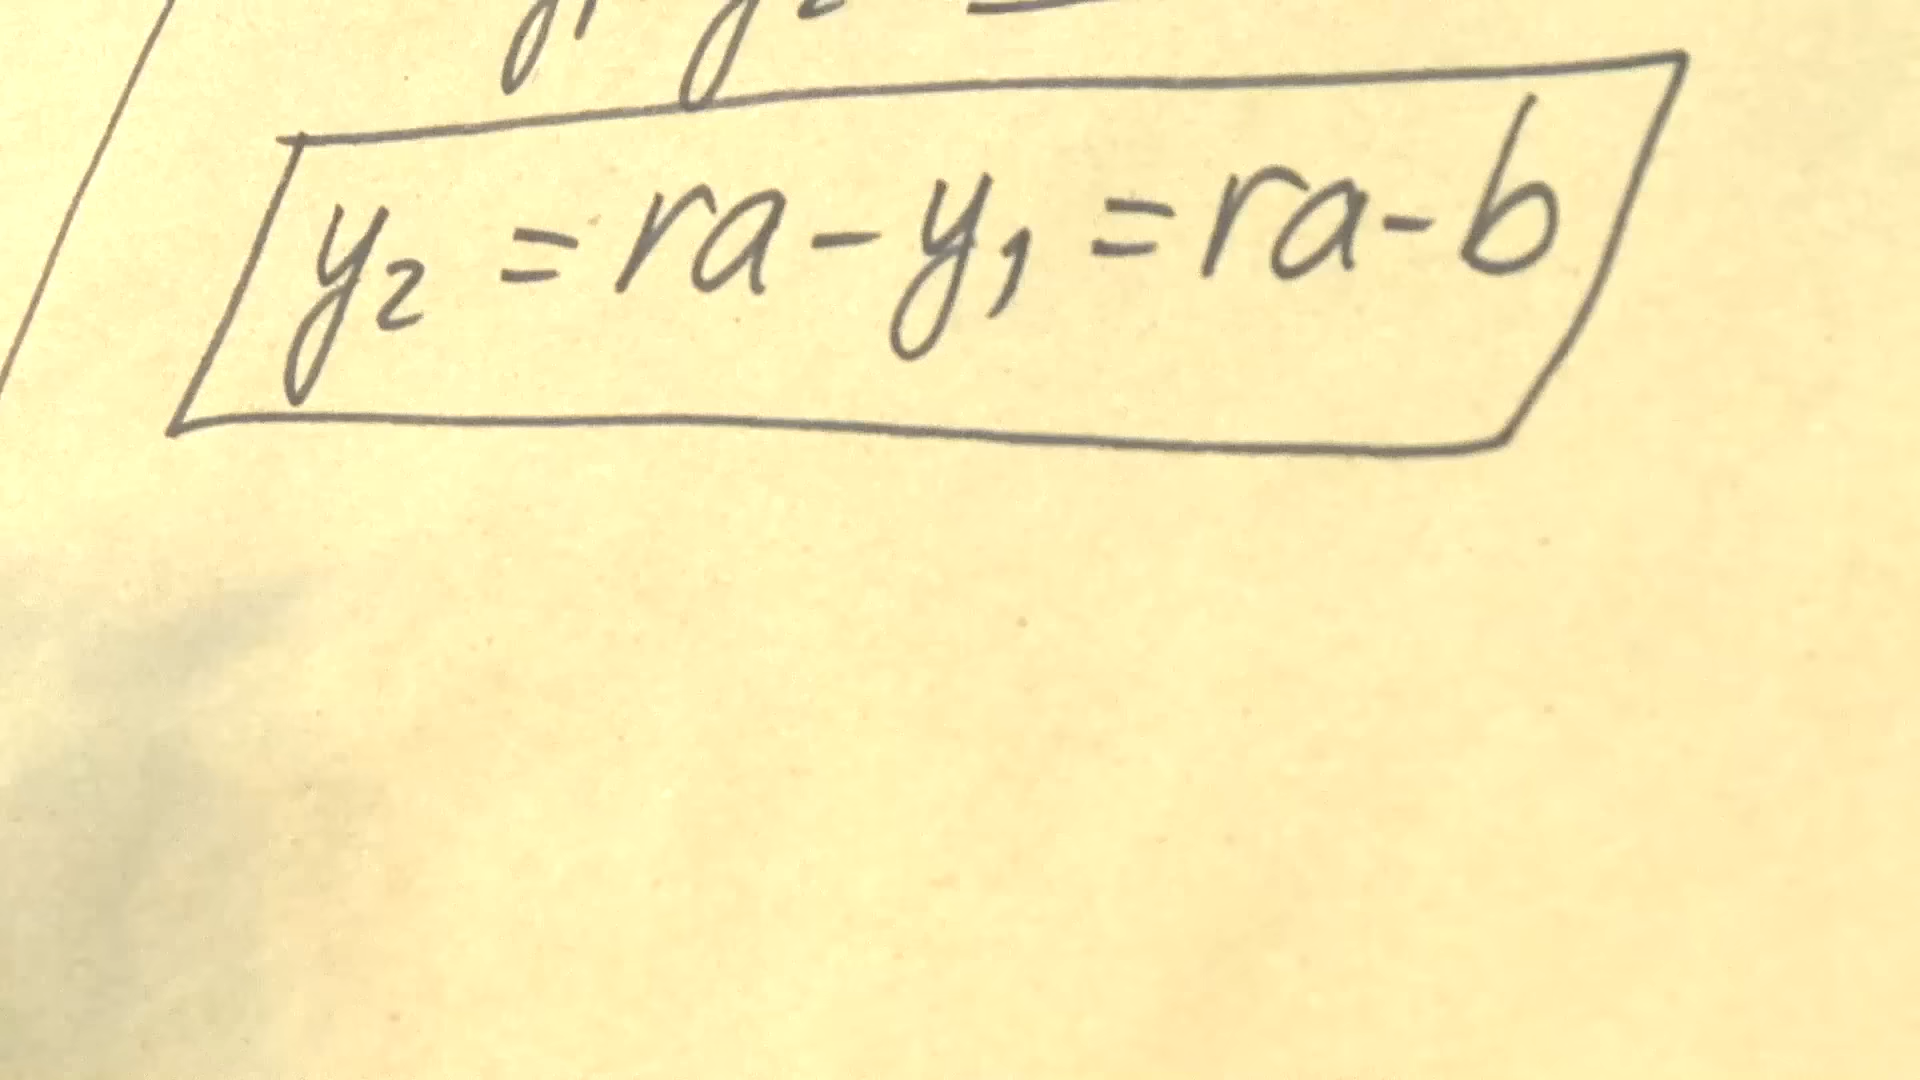 y₂ = ra - y₁ = ra - b